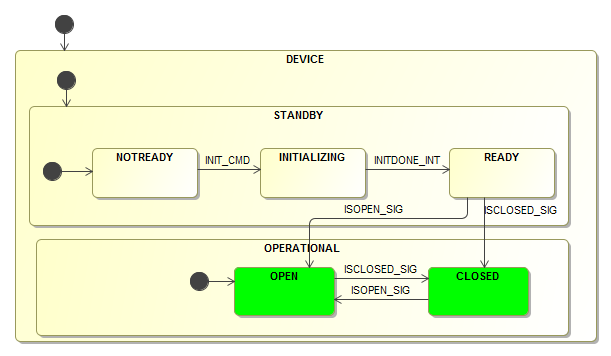 DEVICE
STANDBY
NOTREADY
INIT_CMD
INITIALIZING
INITDONE_INT
READY
ISOPEN_SIG
ISCLOSED_SIG
OPERATIONAL
OPEN
ISCLOSED_SIG
CLOSED
ISOPEN_SIG